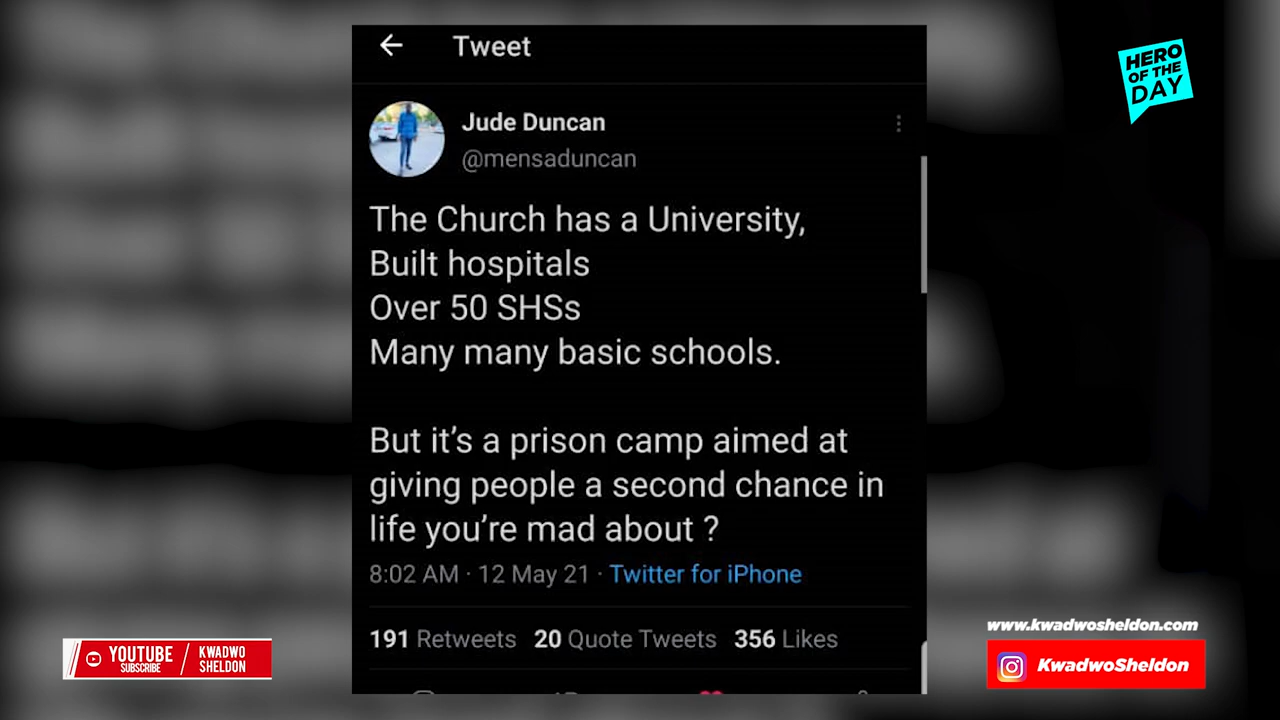 Tweet
Jude Duncan
@mensaduncan
The Church has a University,
Built hospitals
Over 50 SHSs
Many many basic schools.
But it's a prison camp aimed at
giving people a second chance in
life you're mad about ?
8:02 AM · 12 May 21 · Twitter for iPhone
191 Retweets 20 Quote Tweets 356 Likes
HERO
OF THE
DAY
YOUTUBE
SUBSCRIBE
KWADWO
SHELDON
www.kwadwosheldon.com
KwadwoSheldon